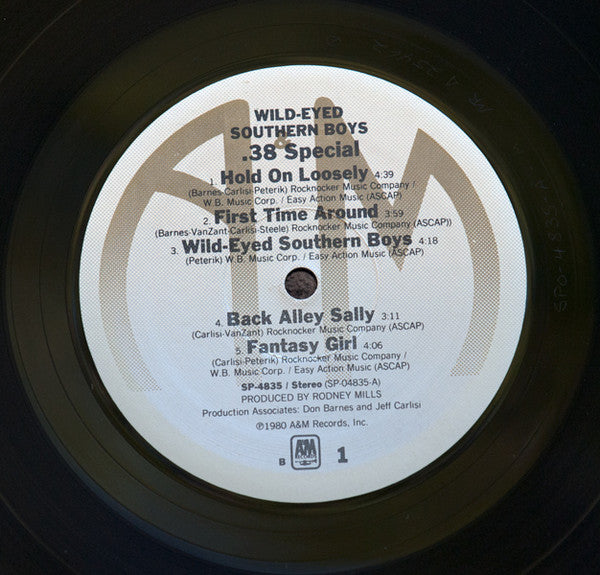 WILD-EYED
SOUTHERN BOYS
.38 Special
1. Hold On Loosely 4:39
(Barnes-Carlisi-Peterik) Rocknocker Music Company /
W.B. Music Corp. / Easy Action Music (ASCAP)
2. First Time Around 3:59
(Barnes-VanZant-Carlisi-Steele) Rocknocker Music Company (ASCAP))
3. Wild-Eyed Southern Boys 4:18
(Peterik) W.B. Music Corp. / Easy Action Music (ASCAP)
4. Back Alley Sally 3:11
(Carlisi-VanZant) Rocknocker Music Company (ASCAP)
5. Fantasy Girl 4:06
(Carlisi-Peterik) Rocknocker Music Company /
W.B. Music Corp. / Easy Action Music (ASCAP)
SP-4835 / Stereo (SP-04835-A)
PRODUCED BY RODNEY MILLS
Production Associates: Don Barnes and Jeff Carlisi
℗1980 A&M Records, Inc.
B A&M RECORDS 1